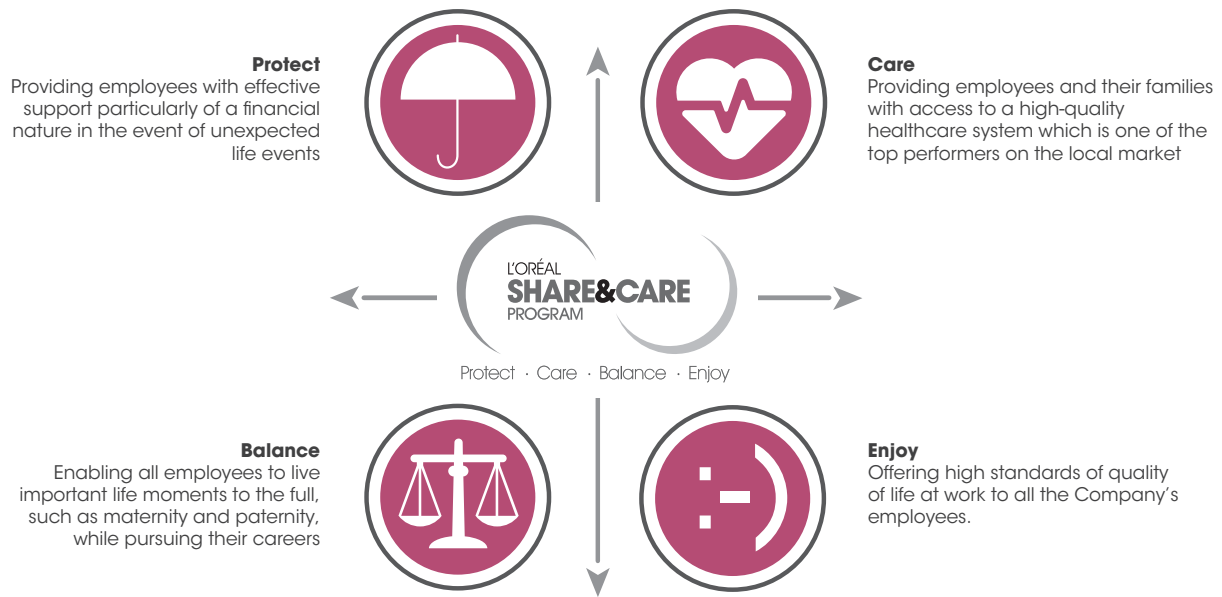 Protect
Providing employees with effective
support particularly of a financial
nature in the event of unexpected
life events
Care
Providing employees and their families
with access to a high-quality
healthcare system which is one of the
top performers on the local market
L'ORÉAL
SHARE&CARE
PROGRAM
Protect · Care · Balance · Enjoy
Balance
Enabling all employees to live
important life moments to the full,
such as maternity and paternity,
while pursuing their careers
Enjoy
Offering high standards of quality
of life at work to all the Company's
employees.